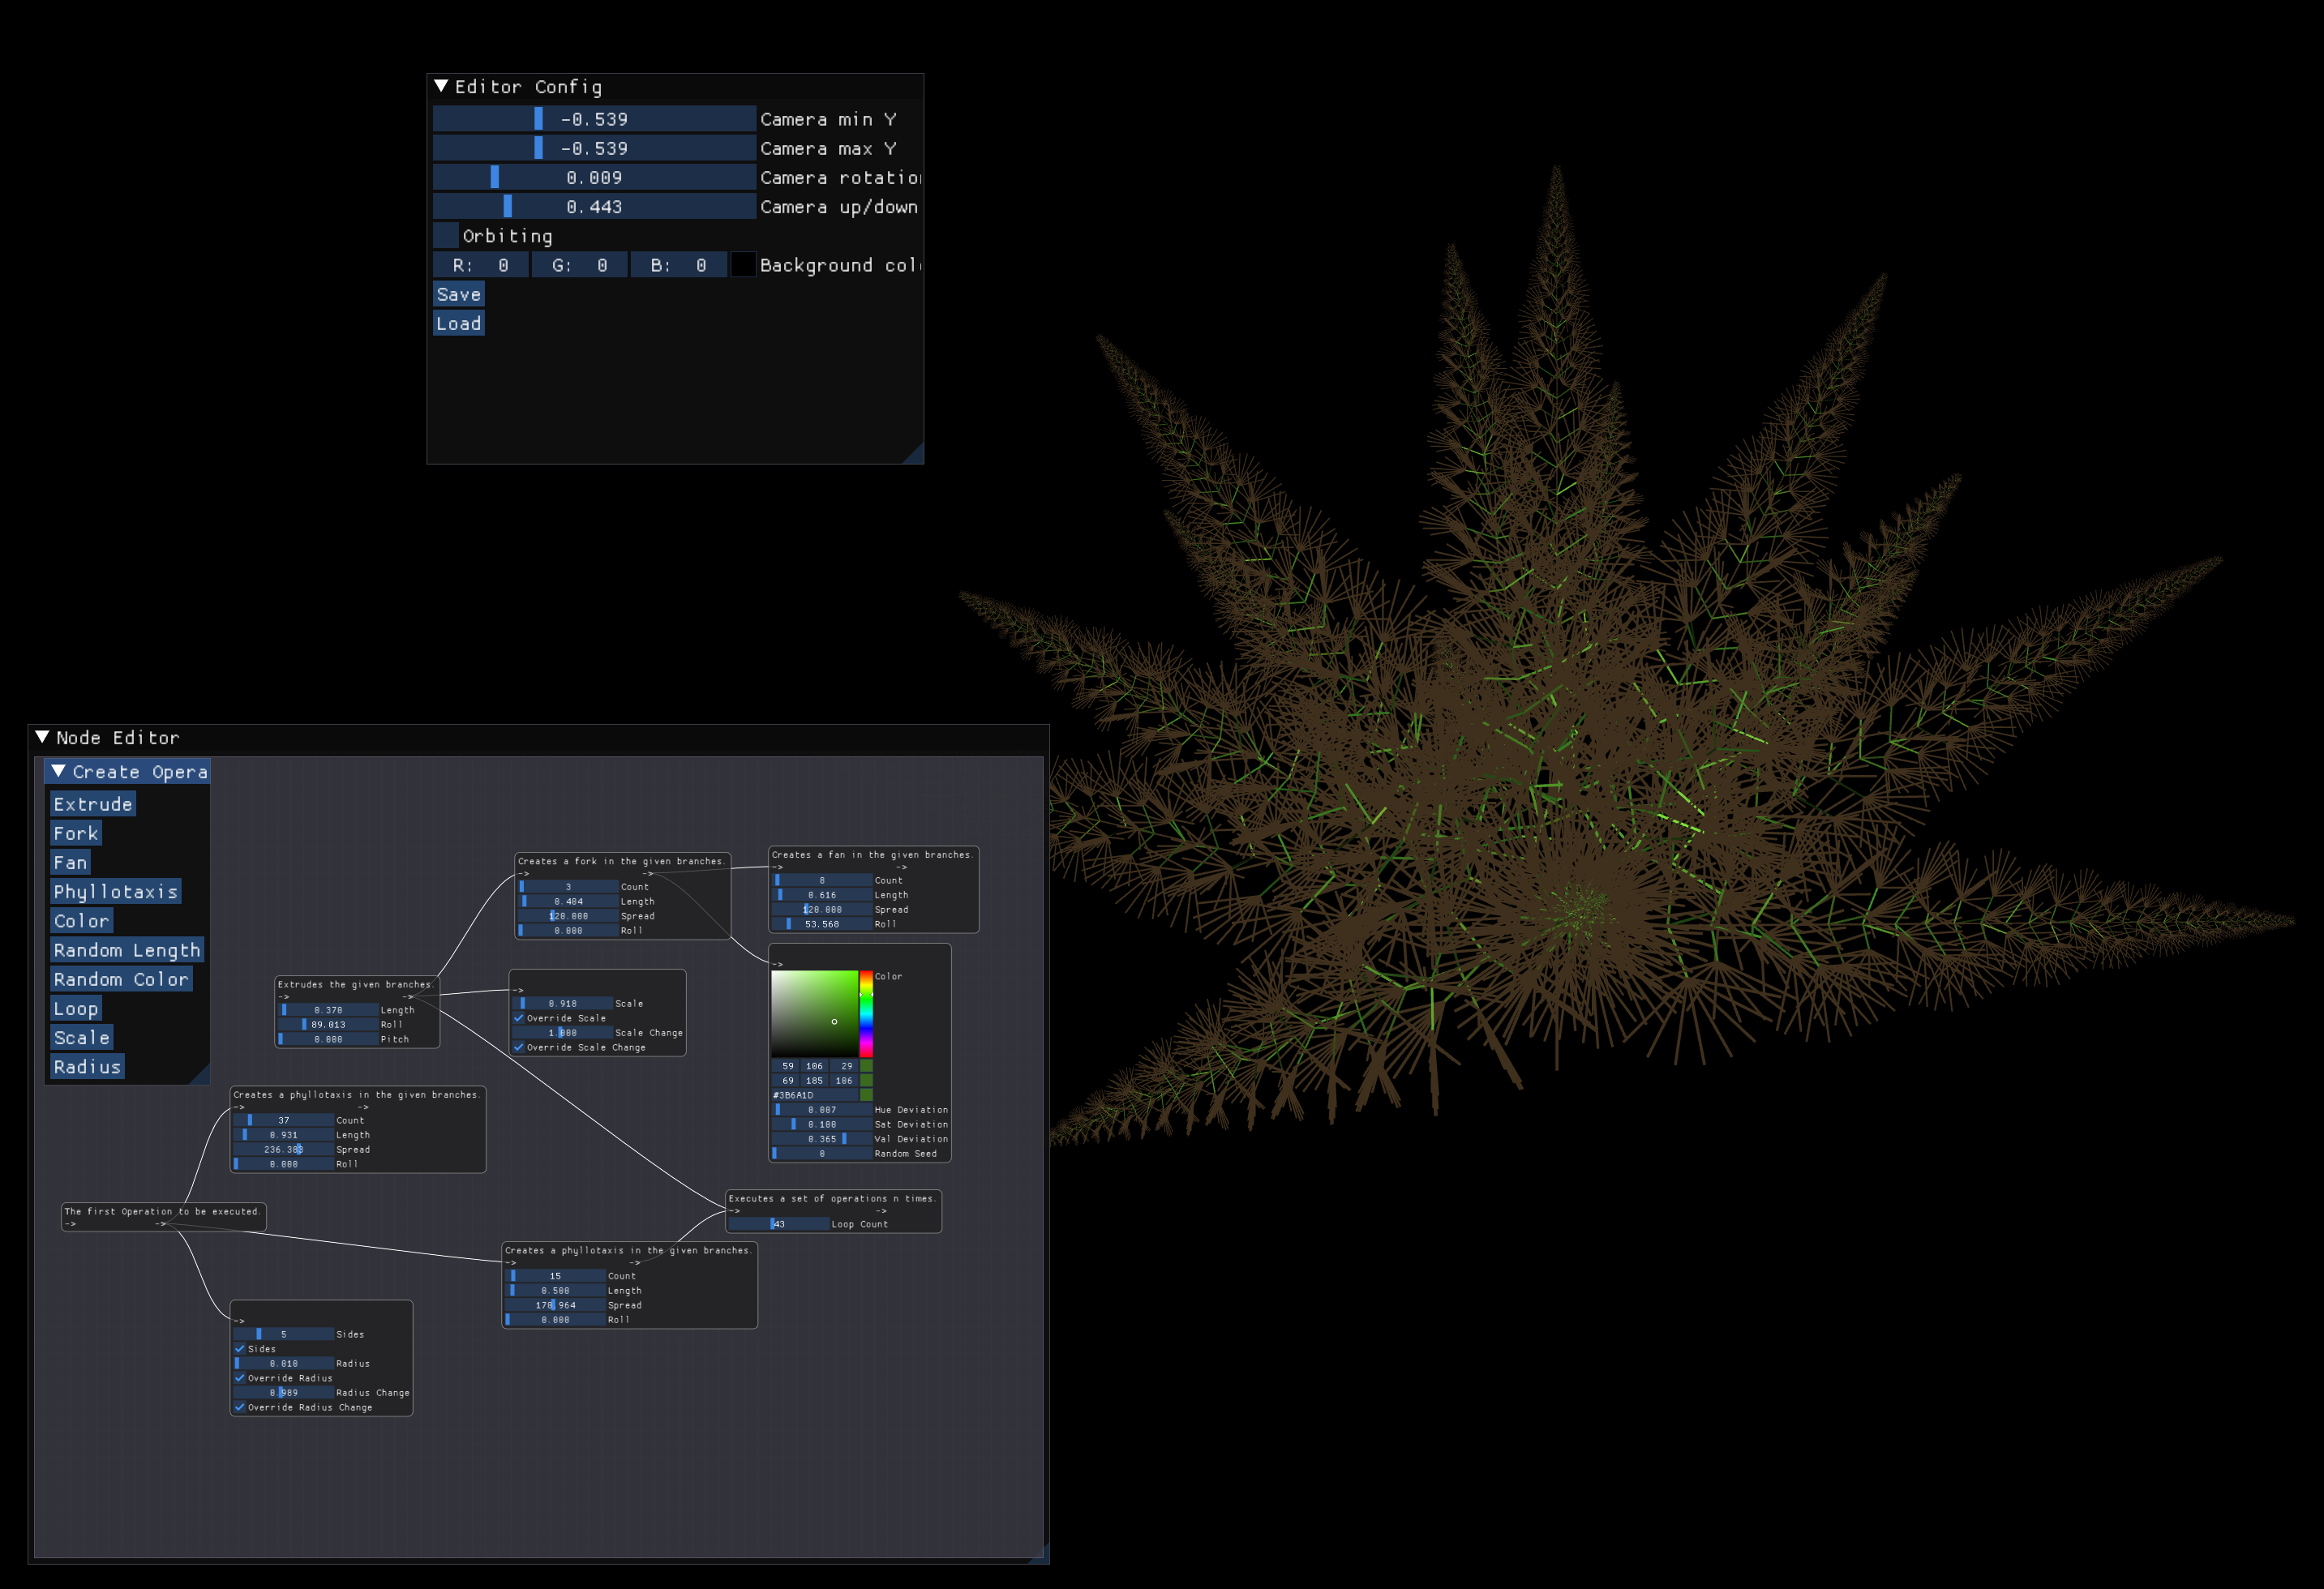 Editor Config
-0.539 Camera min Y
-0.539 Camera max Y
0.009 Camera rotation
0.443 Camera up/down
Orbiting
R: 0 G: 0 B: 0 Background col
Save
Load
Node Editor
Create Opera
Extrude
Fork
Fan
Phyllotaxis
Color
Random Length
Random Color
Loop
Scale
Radius
Creates a fork in the given branches.
-> ->
3 Count
0.404 Length
120.000 Spread
0.000 Roll
Creates a fan in the given branches.
-> ->
8 Count
0.616 Length
120.000 Spread
53.568 Roll
Extrudes the given branches.
-> ->
0.370 Length
89.013 Roll
0.000 Pitch
->
0.918 Scale
Override Scale
1.000 Scale Change
Override Scale Change
->
Color
59 106 29
69 185 106
#3B6A1D
0.007 Hue Deviation
0.100 Sat Deviation
0.365 Val Deviation
0 Random Seed
Creates a phyllotaxis in the given branches.
-> ->
37 Count
0.931 Length
236.383 Spread
0.000 Roll
The first Operation to be executed.
-> ->
Executes a set of operations n times.
-> ->
43 Loop Count
Creates a phyllotaxis in the given branches.
-> ->
15 Count
0.500 Length
170.964 Spread
0.000 Roll
->
5 Sides
Sides
0.010 Radius
Override Radius
0.989 Radius Change
Override Radius Change